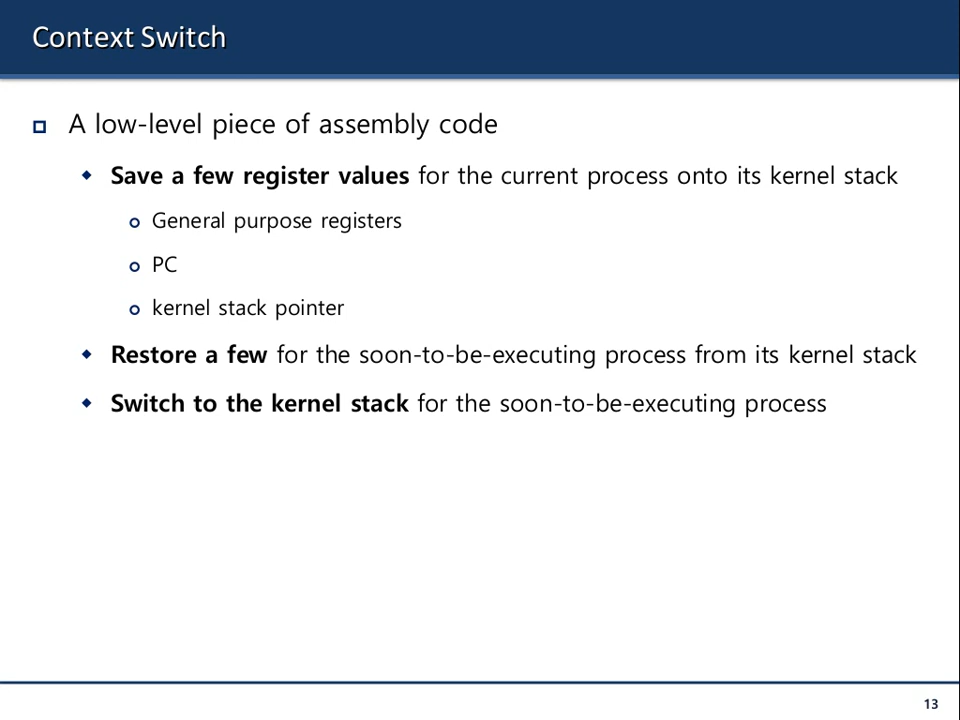 Context Switch
A low-level piece of assembly code
Save a few register values for the current process onto its kernel stack
General purpose registers
PC
kernel stack pointer
Restore a few for the soon-to-be-executing process from its kernel stack
Switch to the kernel stack for the soon-to-be-executing process
13